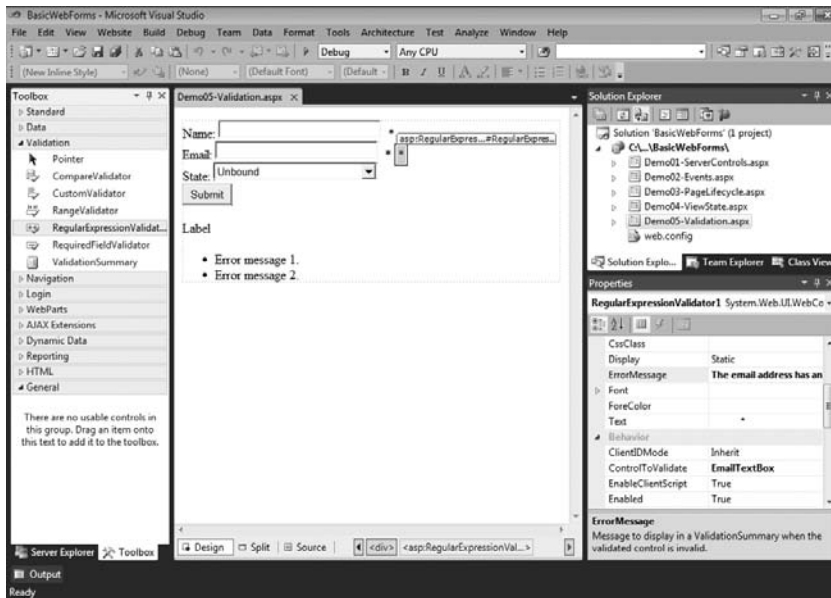 BasicWebForms - Microsoft Visual Studio
File Edit View Website Build Debug Team Data Format Tools Architecture Test Analyze Window Help
Debug Any CPU
(New Inline Style) (None) (Default Font) (Default B I U A
Toolbox
Standard
Data
Validation
Pointer
CompareValidator
CustomValidator
RangeValidator
RegularExpressionValidat...
RequiredFieldValidator
ValidationSummary
Navigation
Login
WebParts
AJAX Extensions
Dynamic Data
Reporting
HTML
General
There are no usable controls in
this group. Drag an item onto
this text to add it to the toolbox.
Server Explorer Toolbox
Output
Ready
Demo05-Validation.aspx
Name: *
asp:RegularExpres...#RegularExpres...
Email: * *
State: Unbound
Submit
Label
• Error message 1.
• Error message 2.
Design Split Source <div> <asp:RegularExpressionVal...>
Solution Explorer
Solution 'BasicWebForms' (1 project)
C:\...\BasicWebForms\
Demo01-ServerControls.aspx
Demo02-Events.aspx
Demo03-PageLifecycle.aspx
Demo04-ViewState.aspx
Demo05-Validation.aspx
web.config
Solution Explo... Team Explorer Class View
Properties
RegularExpressionValidator1 System.Web.UI.WebCo
CssClass
Display Static
ErrorMessage The email address has an
Font
ForeColor
Text *
Behavior
ClientIDMode Inherit
ControlToValidate EmailTextBox
EnableClientScript True
Enabled True
ErrorMessage
Message to display in a ValidationSummary when the
validated control is invalid.